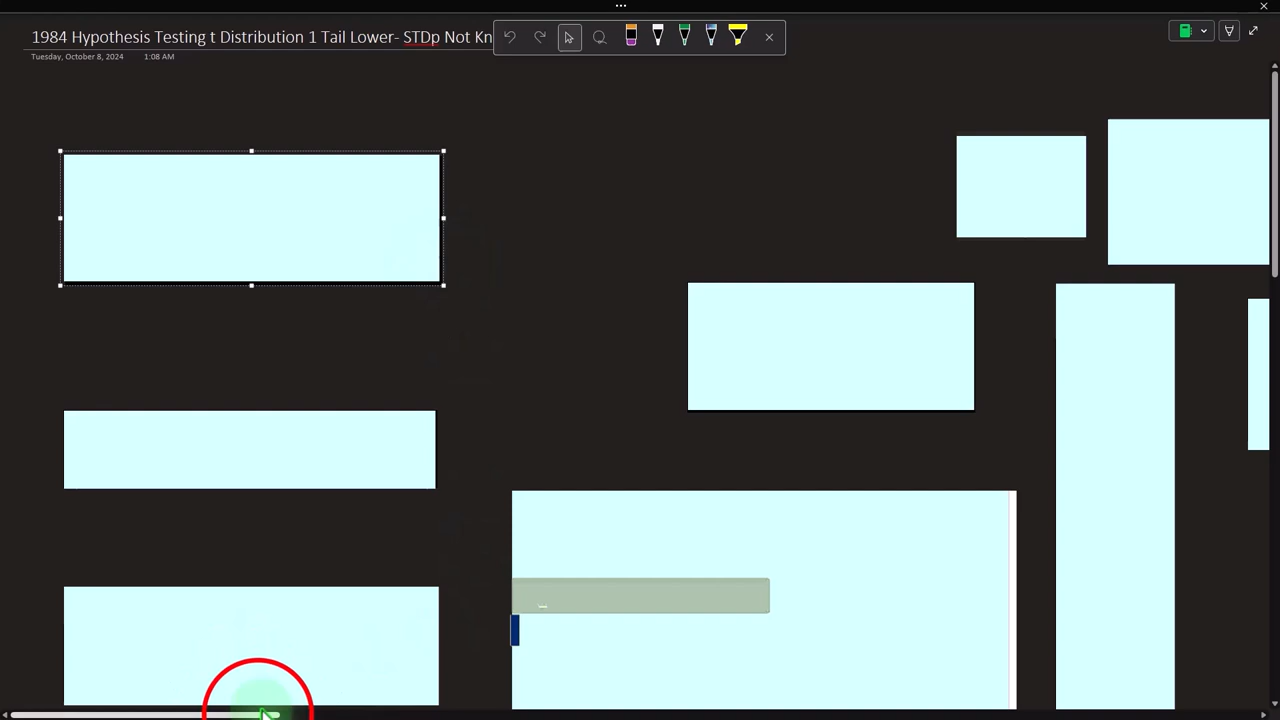 1984 Hypothesis Testing t Distribution 1 Tail Lower- STDp Not Kn
Tuesday, October 8, 2024 1:08 AM